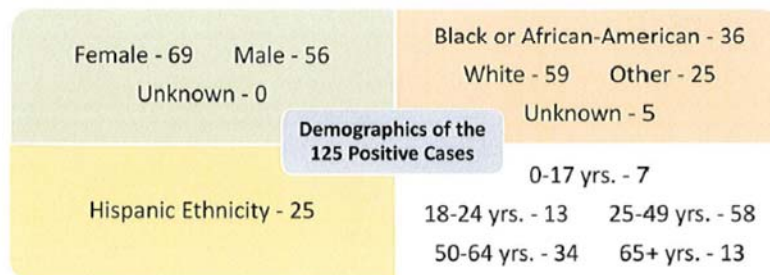 Female - 69 Male - 56
Unknown - 0
Black or African-American - 36
White - 59 Other - 25
Unknown - 5
Demographics of the
125 Positive Cases
Hispanic Ethnicity - 25
0-17 yrs. - 7
18-24 yrs. - 13 25-49 yrs. - 58
50-64 yrs. - 34 65+ yrs. - 13